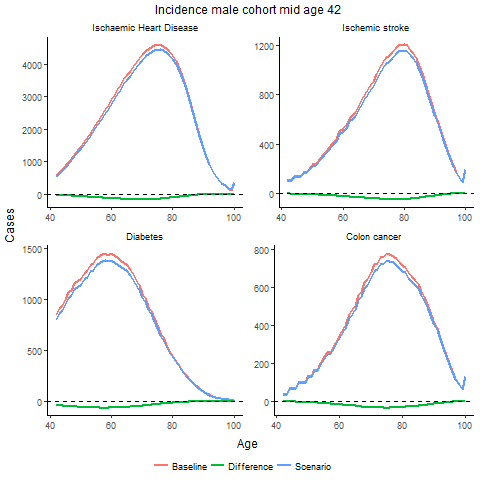 Incidence male cohort mid age 42
Ischaemic Heart Disease
Ischemic stroke
4000
3000
2000
1000
0
40 60 80 100
1200
800
400
0
40 60 80 100
Diabetes
Colon cancer
1500
1000
500
0
40 60 80 100
800
600
400
200
0
40 60 80 100
Cases
Age
Baseline Difference Scenario